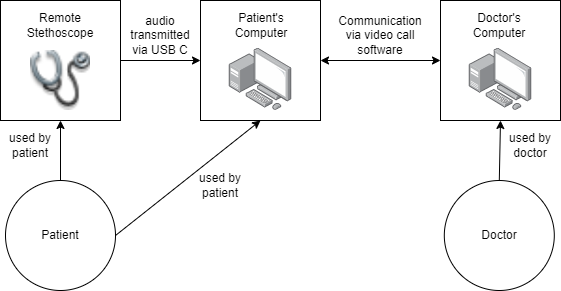 Remote
Stethoscope
audio
transmitted
via USB C
Patient's
Computer
Communication
via video call
software
Doctor's
Computer
used by
patient
used by
patient
used by
doctor
Patient
Doctor